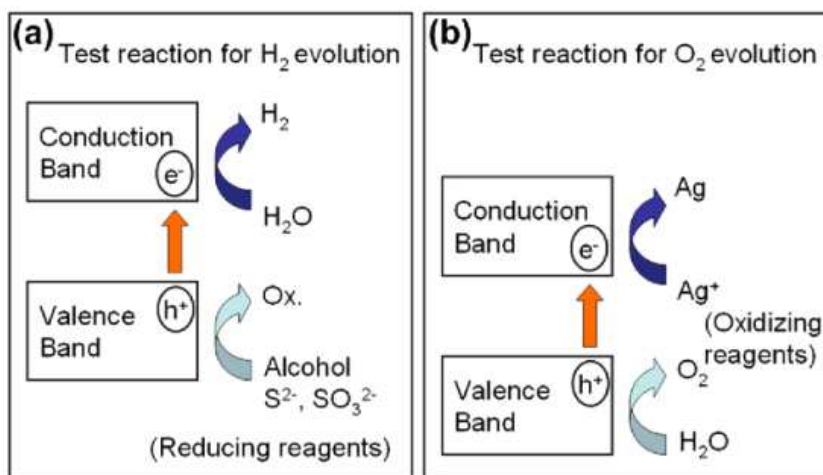 (a)
Test reaction for H₂ evolution
Conduction
Band
e⁻
H₂
H₂O
Valence
Band
h⁺
Ox.
Alcohol
S²⁻, SO₃²⁻
(Reducing reagents)
(b)
Test reaction for O₂ evolution
Conduction
Band
e⁻
Ag
Ag⁺
(Oxidizing
reagents)
Valence
Band
h⁺
O₂
H₂O